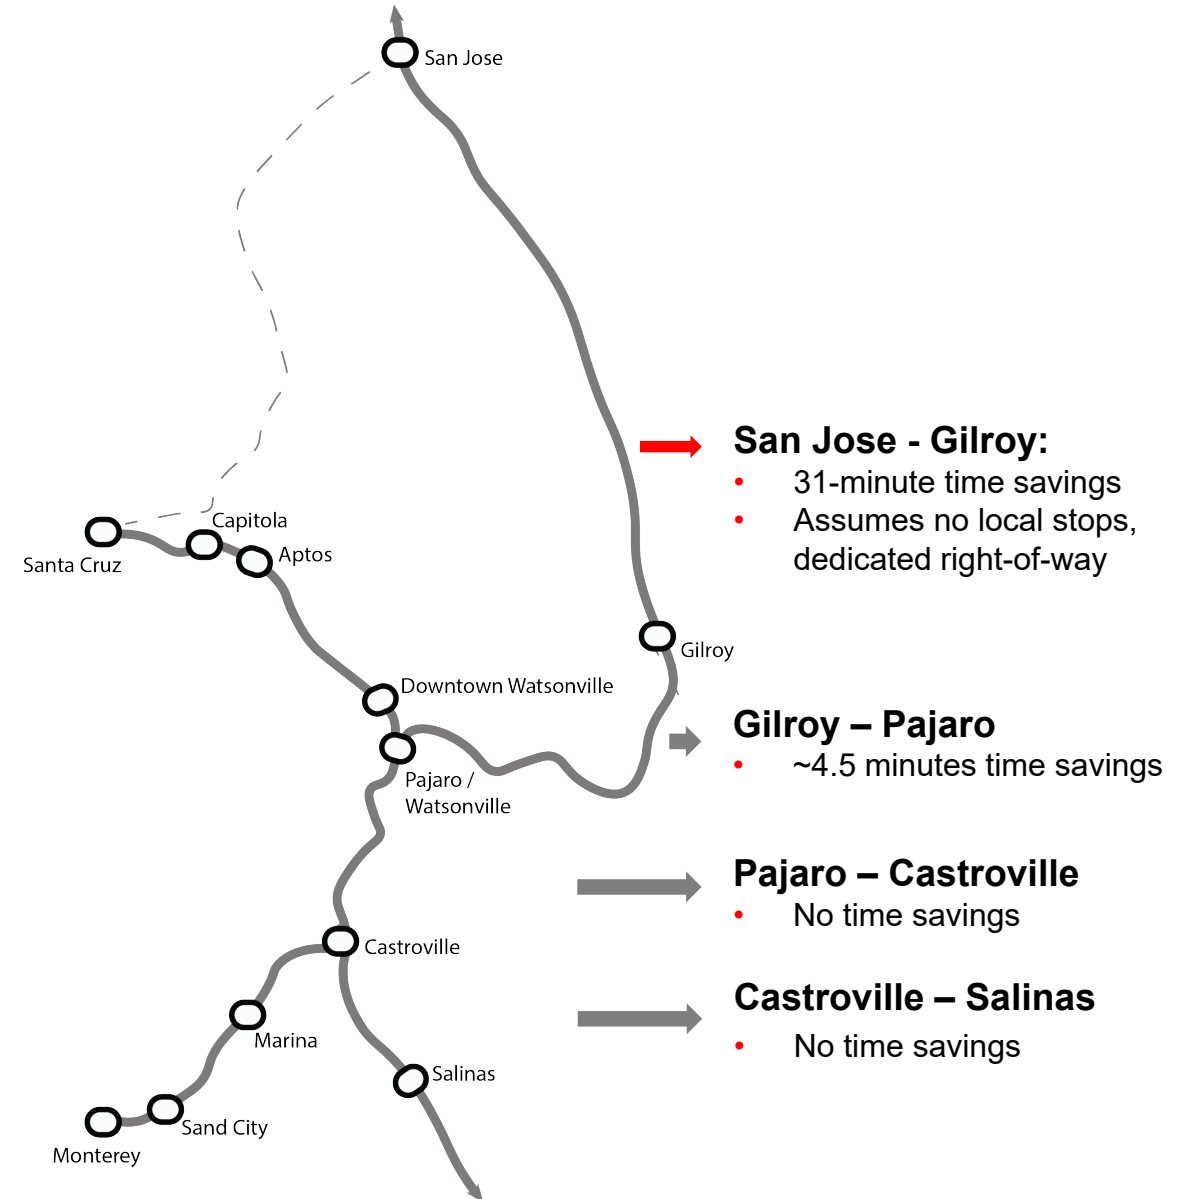 San Jose
San Jose - Gilroy:
• 31-minute time savings
• Assumes no local stops,
dedicated right-of-way
Capitola
Aptos
Santa Cruz
Gilroy
Downtown Watsonville
Gilroy – Pajaro
• ~4.5 minutes time savings
Pajaro /
Watsonville
Pajaro – Castroville
• No time savings
Castroville
Castroville – Salinas
• No time savings
Marina
Salinas
Sand City
Monterey